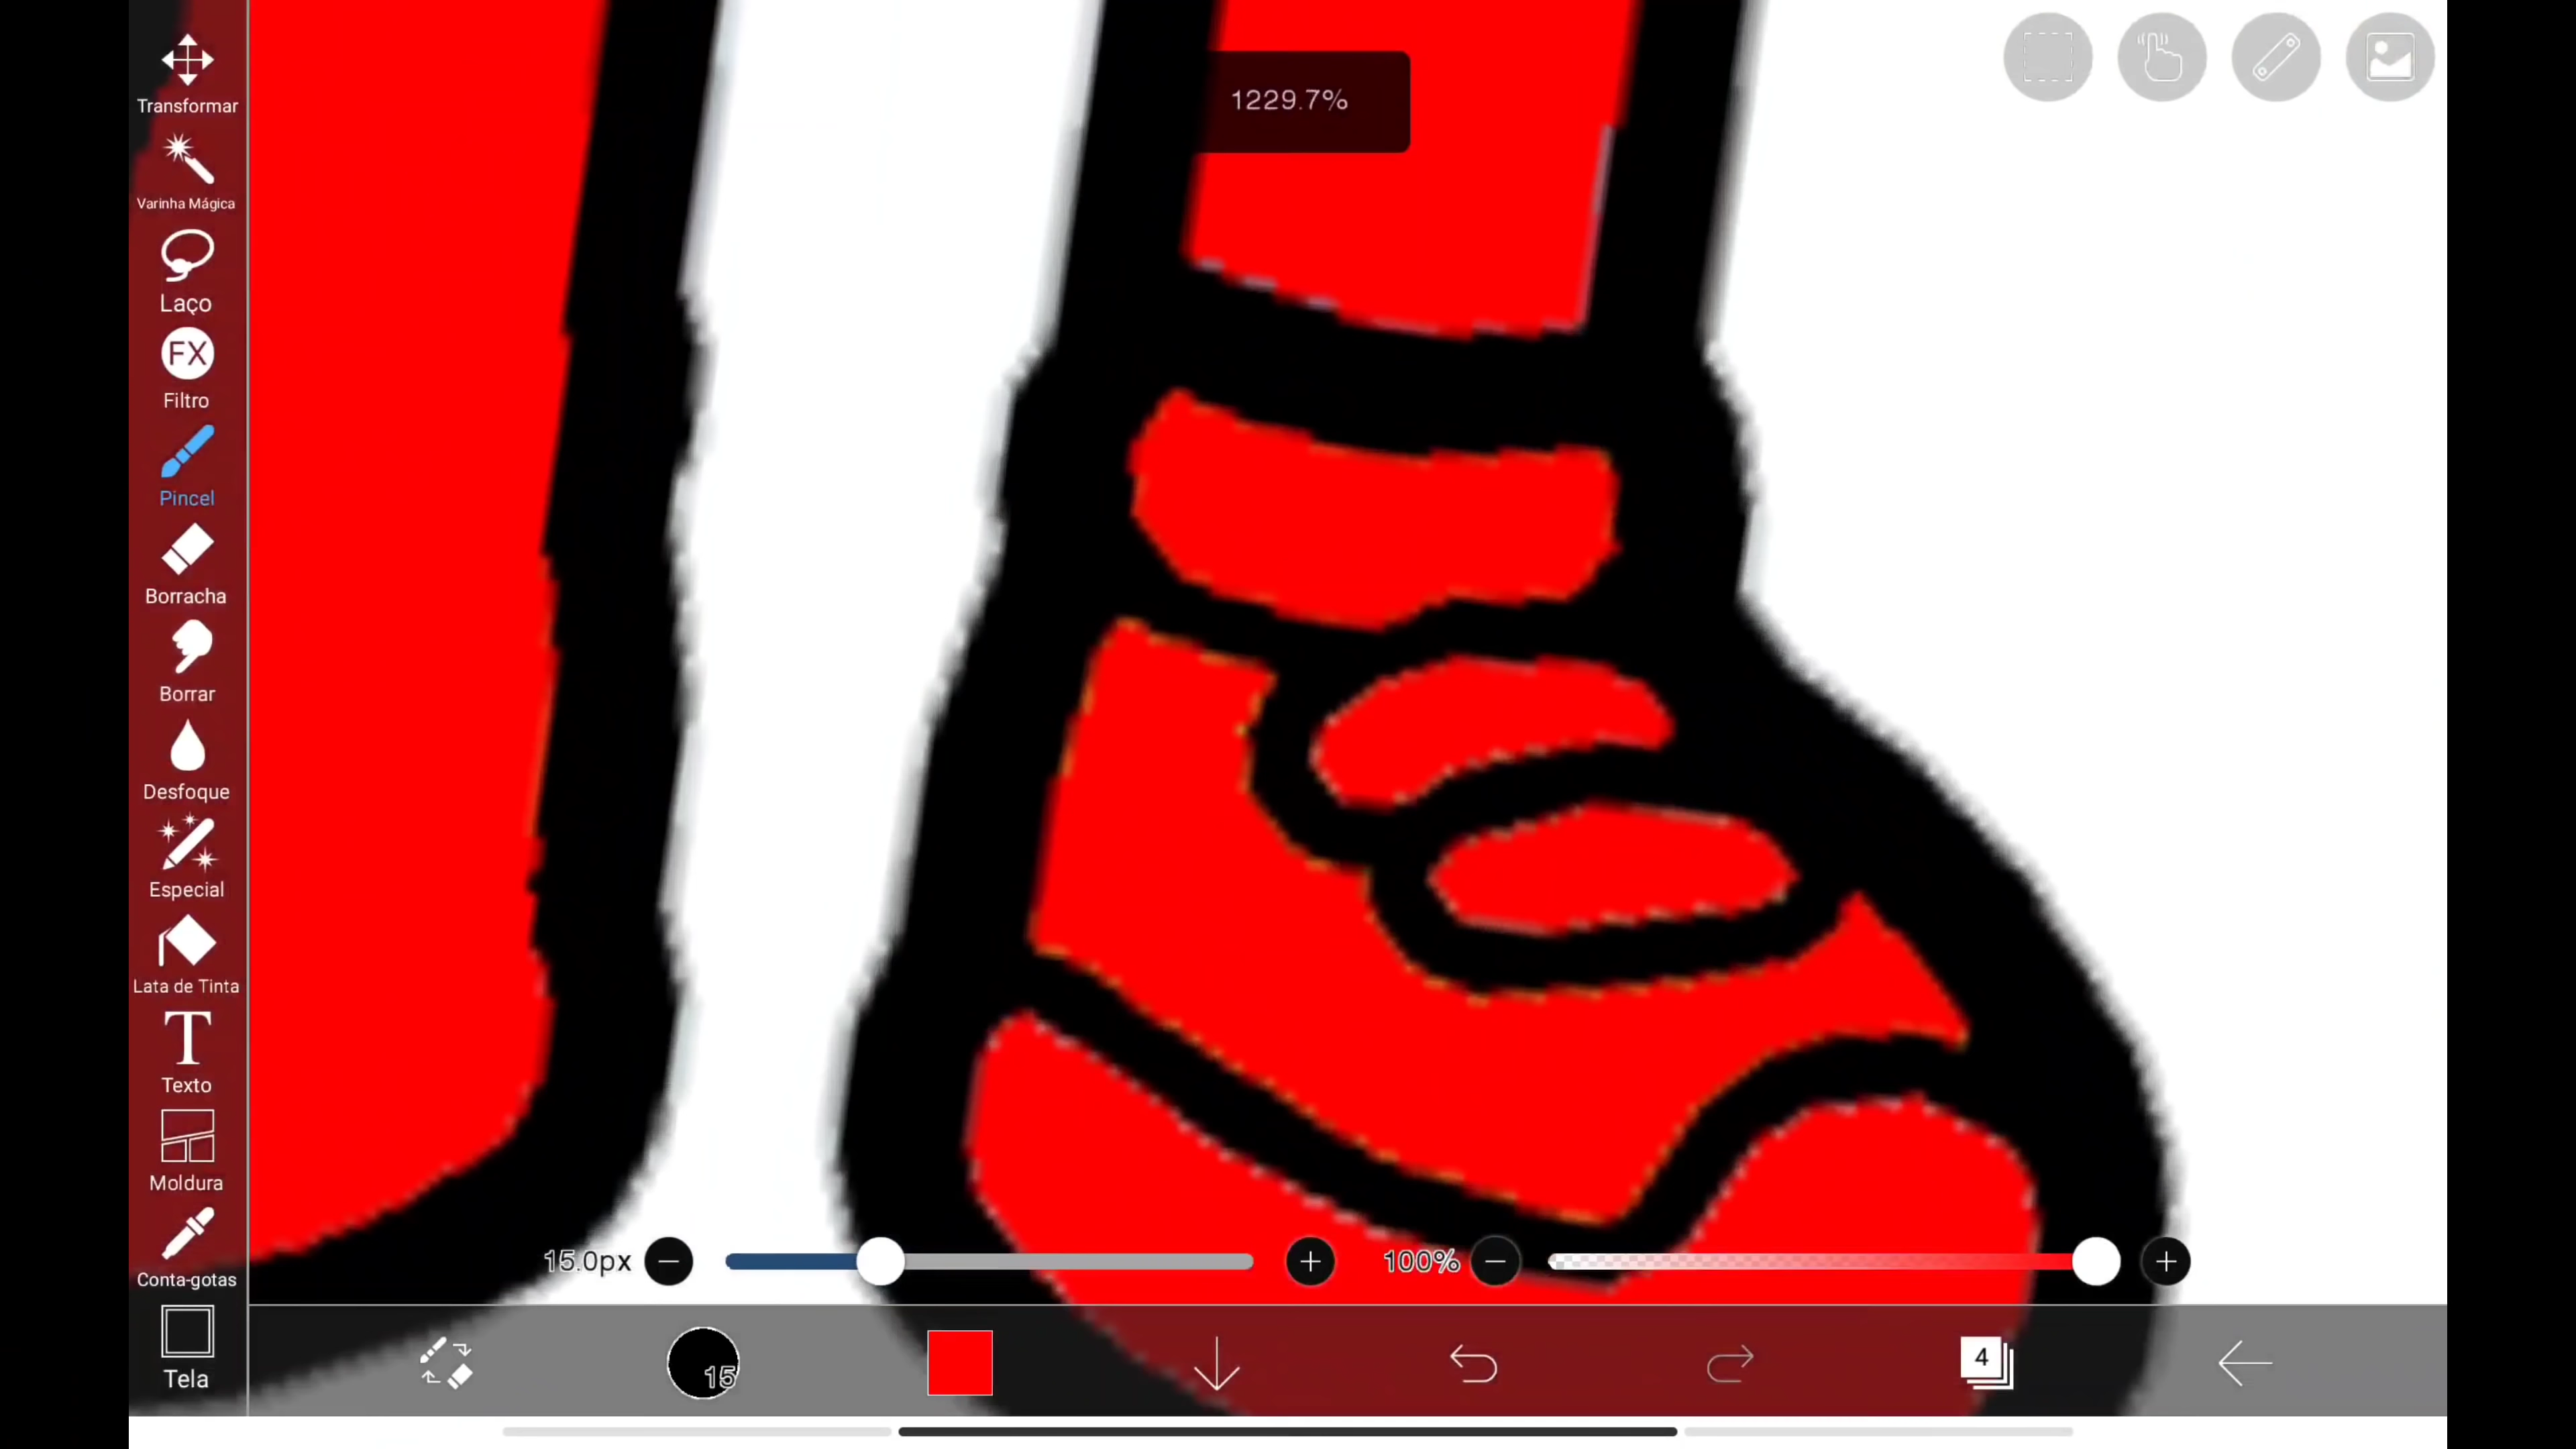 1229.7%
Transformar
Varinha Mágica
Laço
FX
Filtro
Pincel
Borracha
Borrar
Desfoque
Especial
Lata de Tinta
T
Texto
Moldura
Conta-gotas
Tela
15.0px
100%
15
4